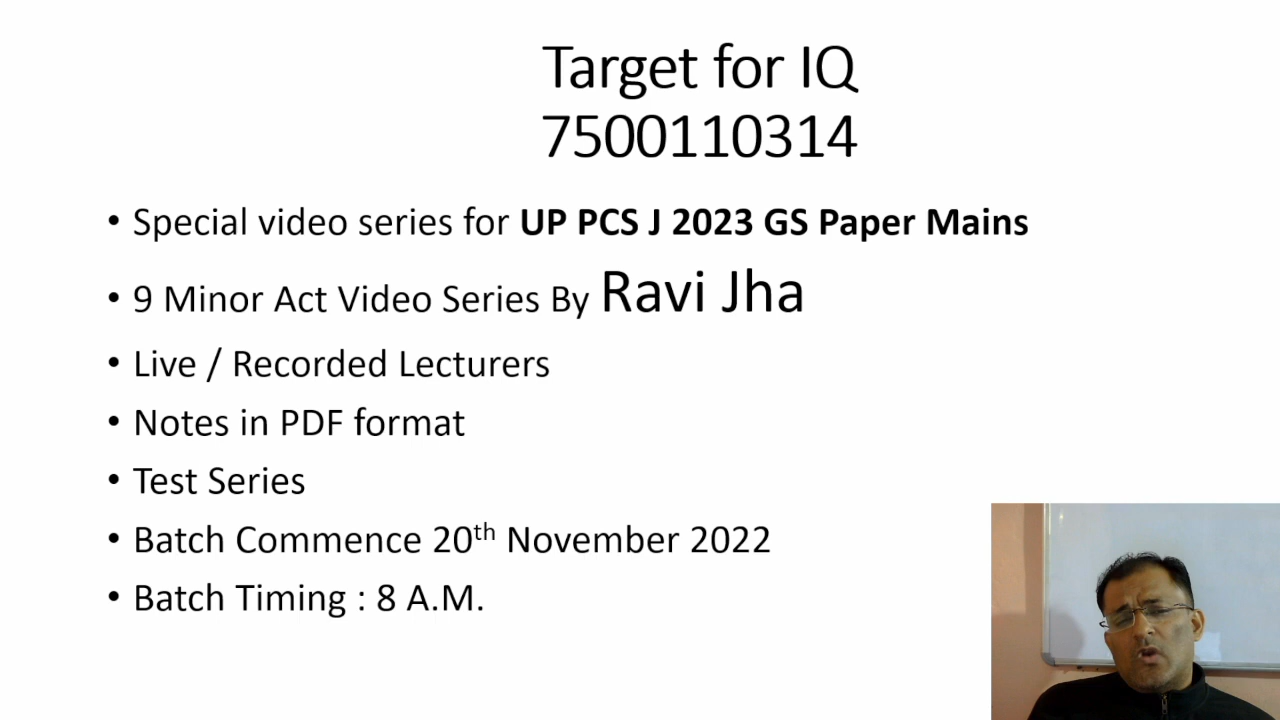 Target for IQ
7500110314
• Special video series for UP PCS J 2023 GS Paper Mains
• 9 Minor Act Video Series By Ravi Jha
• Live / Recorded Lecturers
• Notes in PDF format
• Test Series
• Batch Commence 20th November 2022
• Batch Timing : 8 A.M.